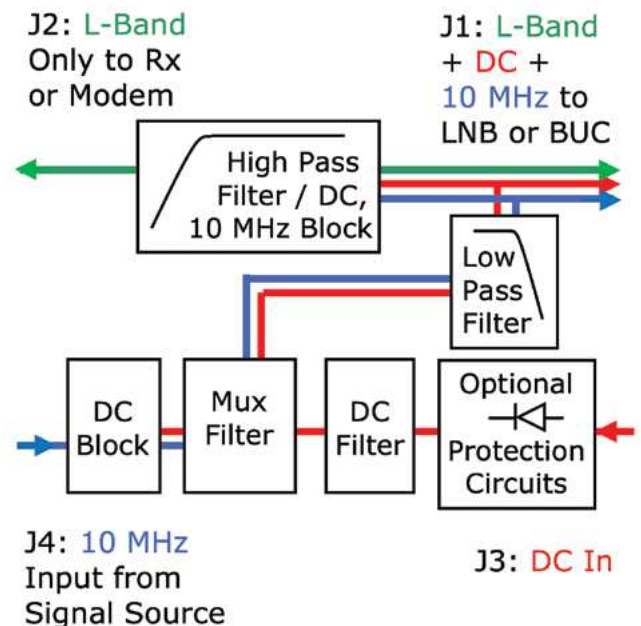 J2: L-Band
Only to Rx
or Modem
J1: L-Band
+ DC +
10 MHz to
LNB or BUC
High Pass
Filter / DC,
10 MHz Block
Low
Pass
Filter
DC
Block
Mux
Filter
DC
Filter
Optional
Protection
Circuits
J4: 10 MHz
Input from
Signal Source
J3: DC In